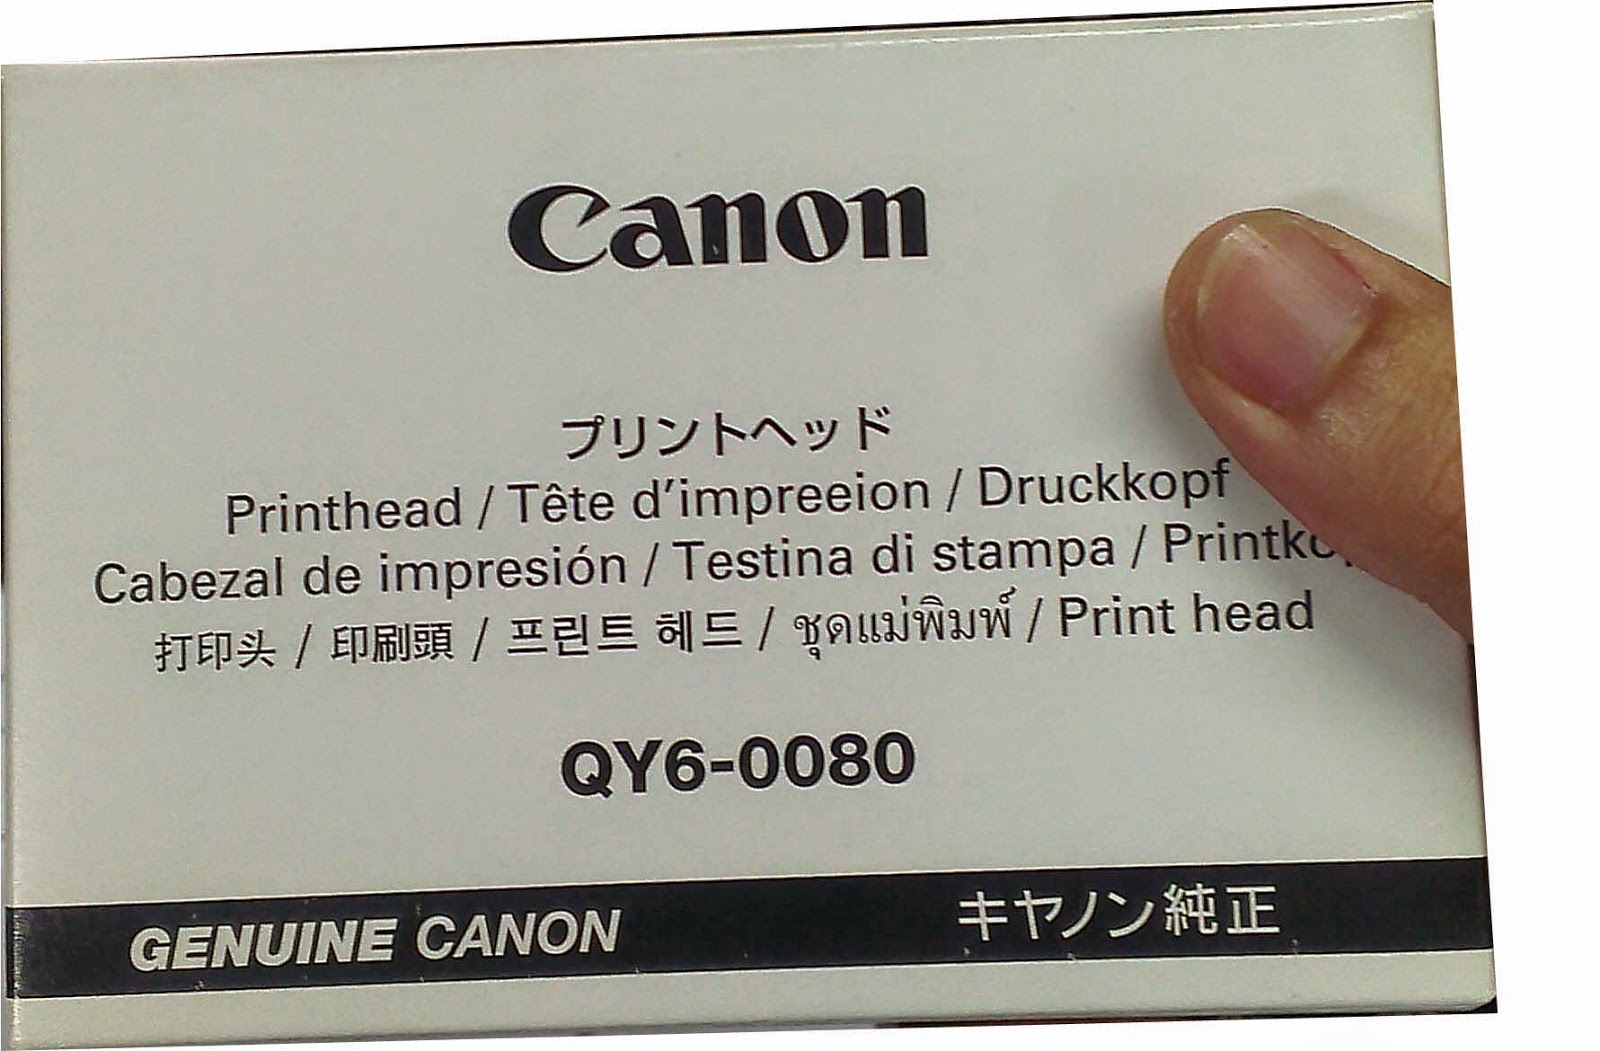 Canon
プリントヘッド
Printhead / Tête d'impreeion / Druckkopf
Cabezal de impresión / Testina di stampa /
打印头 / 印刷頭 / 프린트 헤드 / ชุดแม่พิมพ์ / Print head
QY6-0080
GENUINE CANON キヤノン純正